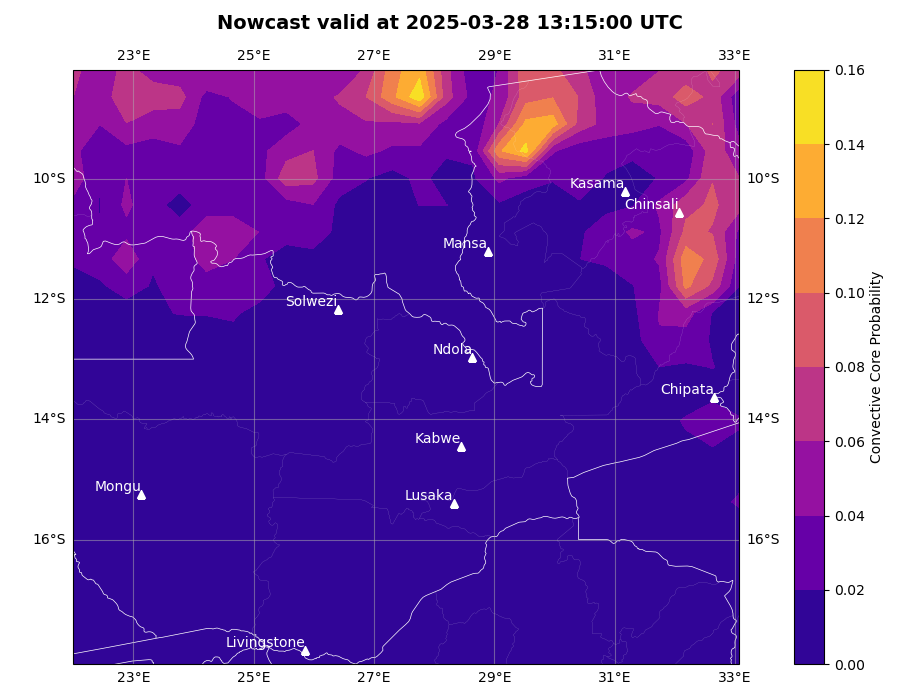 Nowcast valid at 2025-03-28 13:15:00 UTC
23°E 25°E 27°E 29°E 31°E 33°E
10°S 10°S
12°S 12°S
14°S 14°S
16°S 16°S
Kasama
Chinsali
Mansa
Solwezi
Ndola
Chipata
Kabwe
Mongu
Lusaka
Livingstone
23°E 25°E 27°E 29°E 31°E 33°E
0.16
0.14
0.12
0.10
0.08
0.06
0.04
0.02
0.00
Convective Core Probability